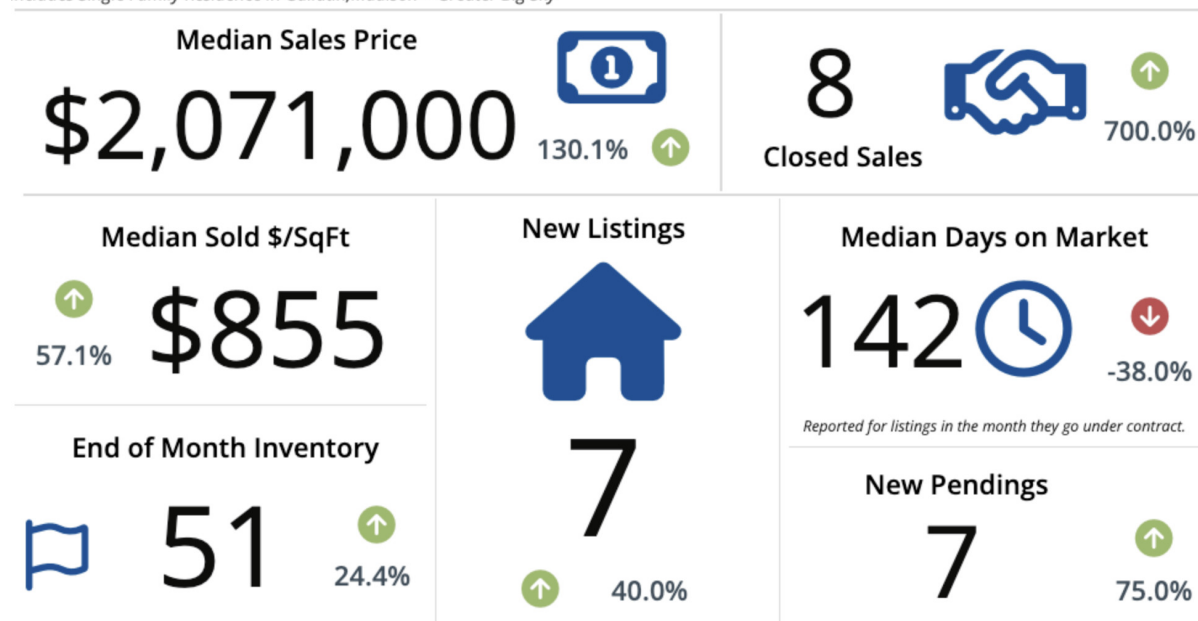 Median Sales Price
$2,071,000
130.1%
8
Closed Sales
700.0%
Median Sold $/SqFt
57.1%
$855
End of Month Inventory
51
24.4%
New Listings
7
40.0%
Median Days on Market
142
-38.0%
Reported for listings in the month they go under contract.
New Pendings
7
75.0%
1